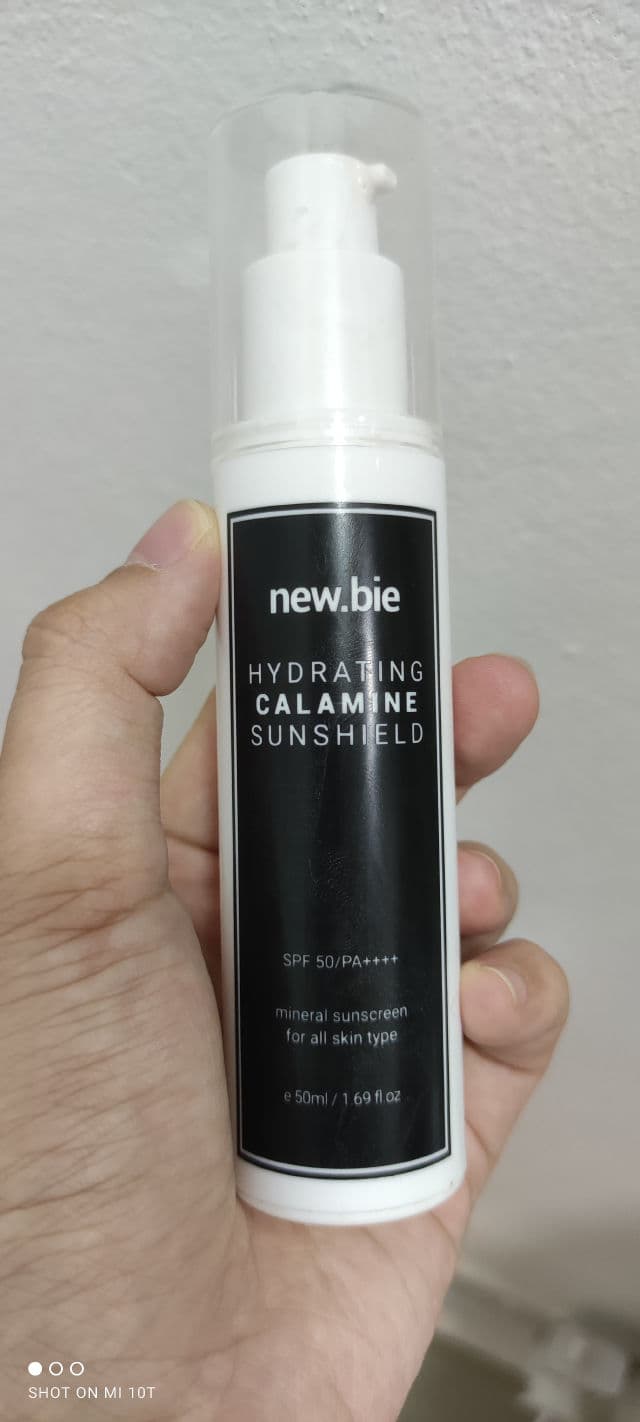 new.bie
HYDRATING
CALAMINE
SUNSHIELD
SPF 50/PA++++
mineral sunscreen
for all skin type
e 50ml / 1.69 fl.oz
SHOT ON MI 10T